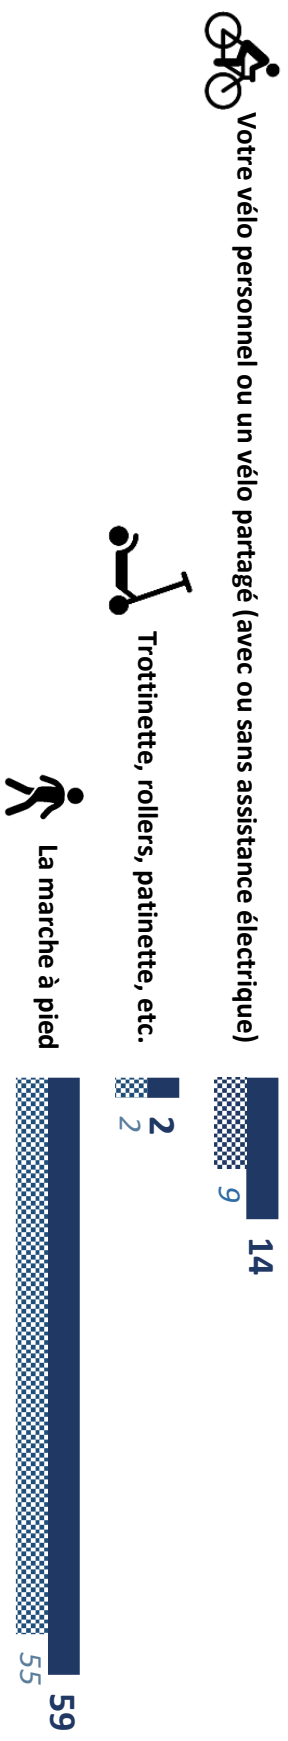 Votre vélo personnel ou un vélo partagé (avec ou sans assistance électrique)
14
9
Trottinette, rollers, patinette, etc.
2
2
La marche à pied
59
55